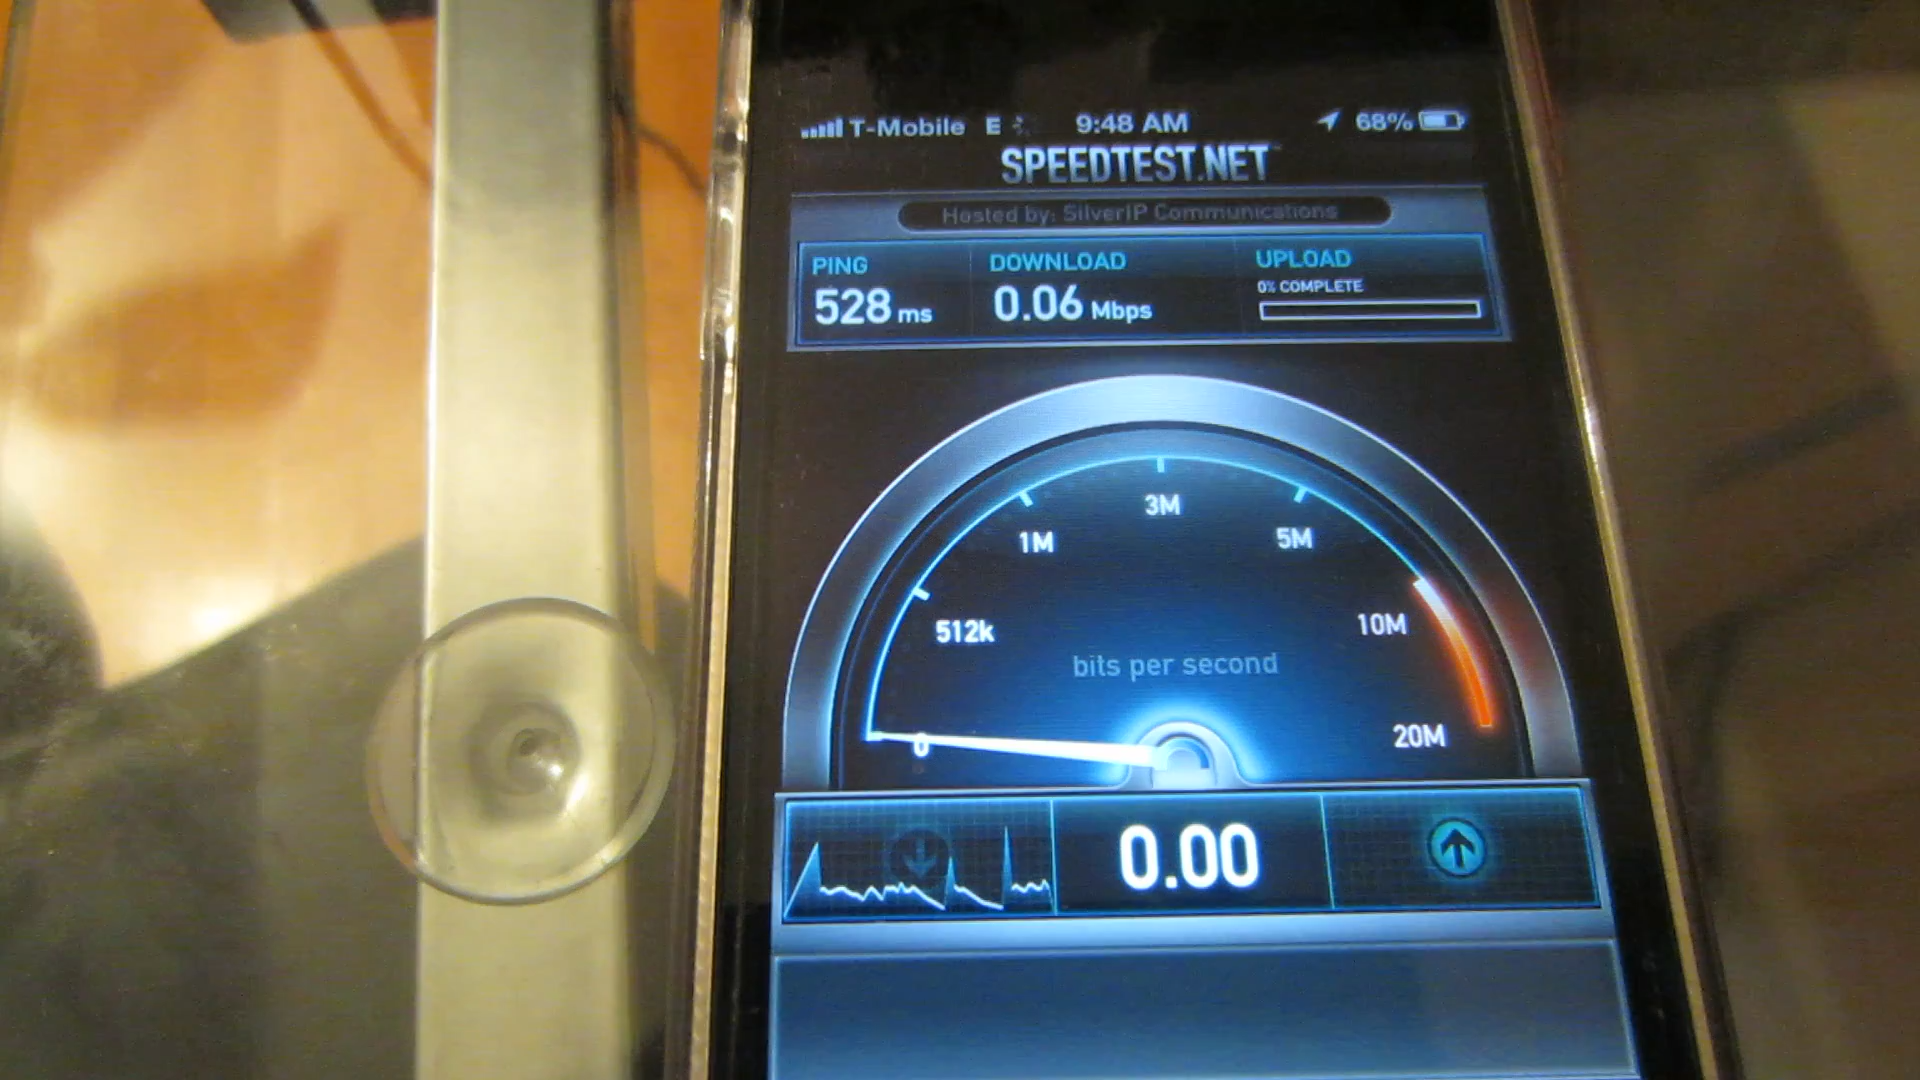 T-Mobile E 9:48 AM 68%
SPEEDTEST.NET
Hosted by: SilverIP Communications
PING DOWNLOAD UPLOAD
0% COMPLETE
528 ms 0.06 Mbps
3M
1M 5M
512k 10M
bits per second
0 20M
0.00